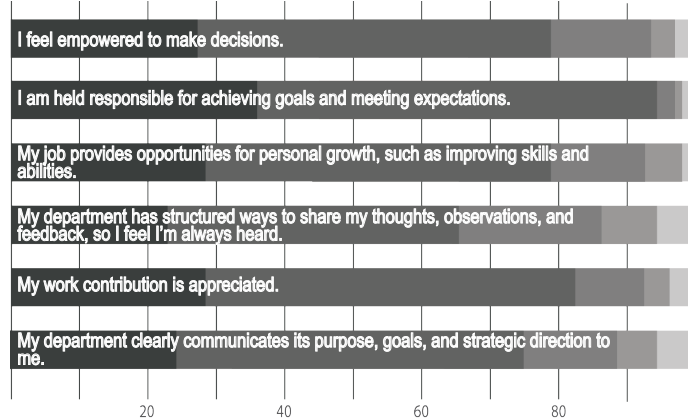 I feel empowered to make decisions.
I am held responsible for achieving goals and meeting expectations.
My job provides opportunities for personal growth, such as improving skills and
abilities.
My department has structured ways to share my thoughts, observations, and
feedback, so I feel I'm always heard.
My work contribution is appreciated.
My department clearly communicates its purpose, goals, and strategic direction to
me.
20 40 60 80